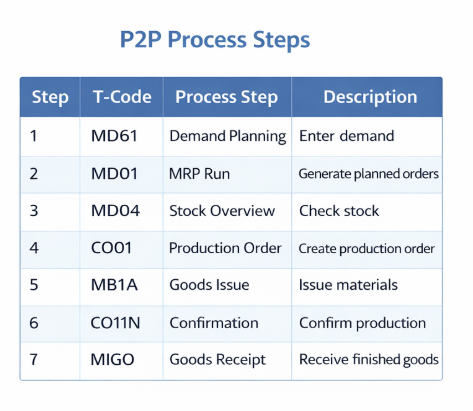 P2P Process Steps
Step T-Code Process Step Description
1 MD61 Demand Planning Enter demand
2 MD01 MRP Run Generate planned orders
3 MD04 Stock Overview Check stock
4 CO01 Production Order Create production order
5 MB1A Goods Issue Issue materials
6 CO11N Confirmation Confirm production
7 MIGO Goods Receipt Receive finished goods